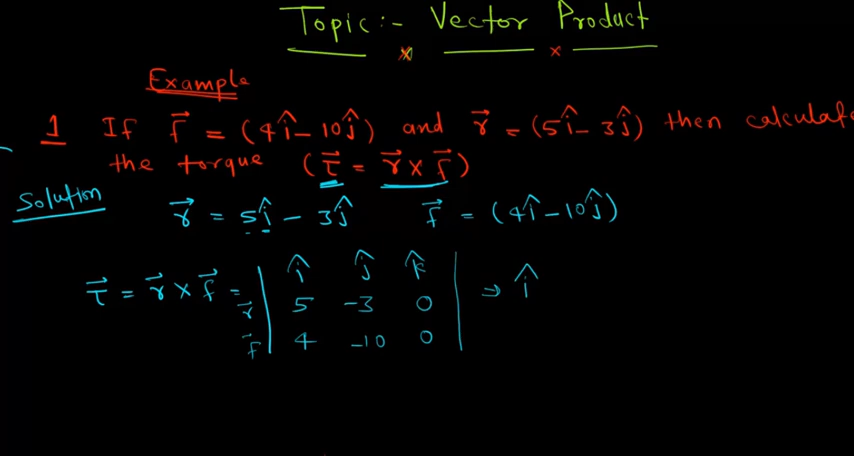 Topic:- Vector Product
Example
1 If F⃗ = (4î - 10ĵ) and r⃗ = (5î - 3ĵ) then calculate
the torque (τ⃗ = r⃗ x F⃗)
Solution
r⃗ = 5î - 3ĵ F⃗ = (4î - 10ĵ)
τ⃗ = r⃗ x F⃗ = | î ĵ k̂ | ⇒ î
r⃗ 5 -3 0
F⃗ 4 -10 0